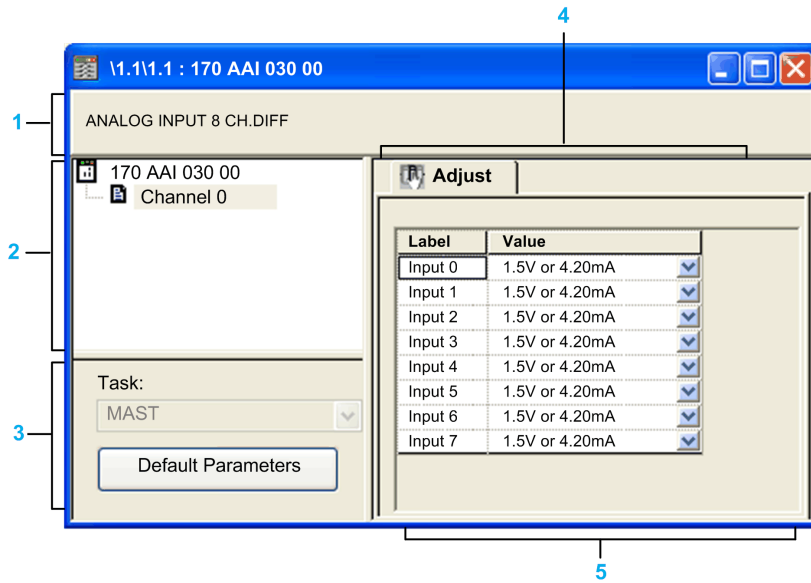 4
\1.1\1.1 : 170 AAI 030 00
1
ANALOG INPUT 8 CH.DIFF
2
170 AAI 030 00
Channel 0
Adjust
Label Value
Input 0 1.5V or 4.20mA
Input 1 1.5V or 4.20mA
Input 2 1.5V or 4.20mA
Input 3 1.5V or 4.20mA
Input 4 1.5V or 4.20mA
Input 5 1.5V or 4.20mA
Input 6 1.5V or 4.20mA
Input 7 1.5V or 4.20mA
3
Task:
MAST
Default Parameters
5